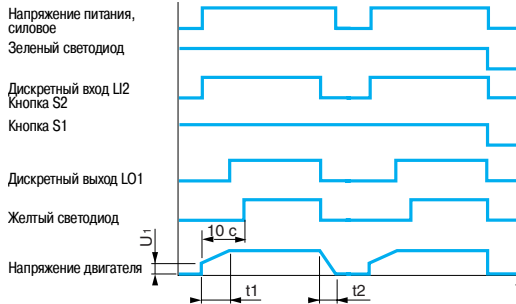 Напряжение питания,
силовое
Зеленый светодиод
Дискретный вход LI2
Кнопка S2
Кнопка S1
Дискретный выход LO1
Желтый светодиод
10 с
U1
Напряжение двигателя
t1
t2